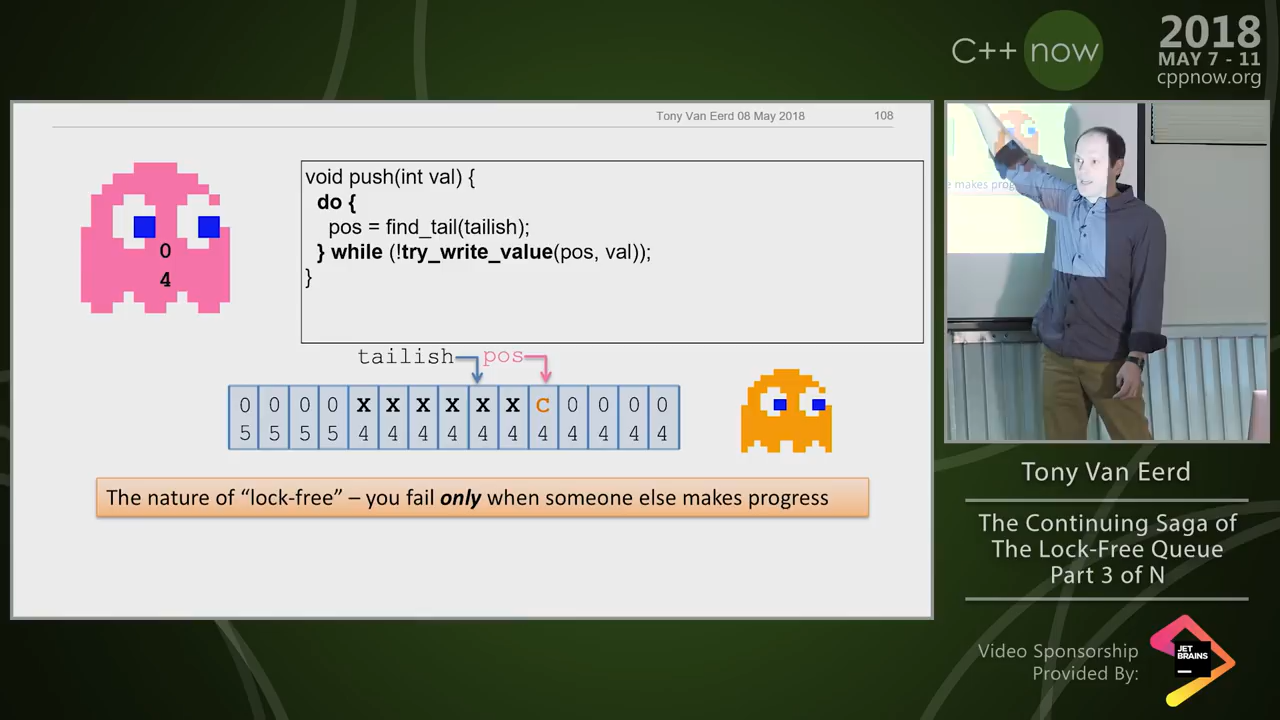 C++ now
2018
MAY 7 - 11
cppnow.org
Tony Van Eerd 08 May 2018 108
void push(int val) {
do {
pos = find_tail(tailish);
} while (!try_write_value(pos, val));
}
0
4
tailish pos
0 0 0 0 X X X X X X C 0 0 0 0
5 5 5 5 4 4 4 4 4 4 4 4 4 4 4
The nature of “lock-free” – you fail only when someone else makes progress
e makes prog
Tony Van Eerd
The Continuing Saga of
The Lock-Free Queue
Part 3 of N
Video Sponsorship
Provided By:
JET
BRAINS